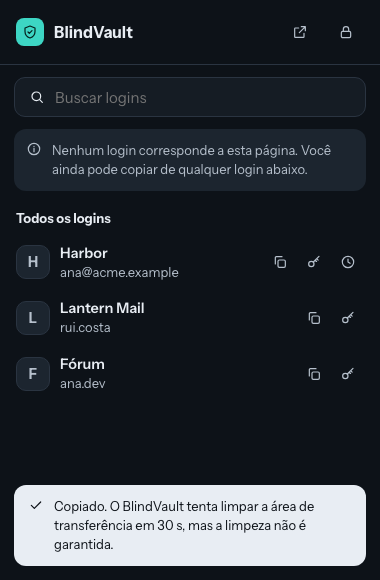 BlindVault
Buscar logins
Nenhum login corresponde a esta página. Você
ainda pode copiar de qualquer login abaixo.
Todos os logins
H
Harbor
ana@acme.example
L
Lantern Mail
rui.costa
F
Fórum
ana.dev
Copiado. O BlindVault tenta limpar a área de
transferência em 30 s, mas a limpeza não é
garantida.